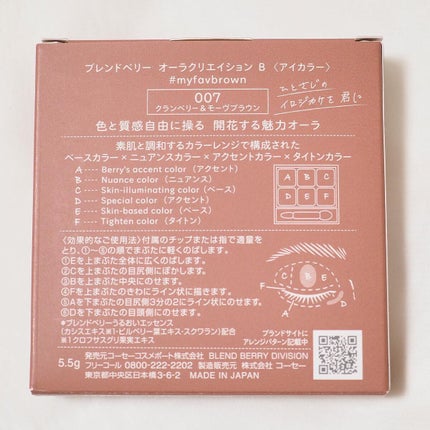 ブレンドベリー オーラクリエイション B 〈アイカラー〉
#myfavbrown
007
クランベリー＆モーヴブラウン
ひとさじの
イロジカケを 君に
色と質感自由に操る 開花する魅力オーラ
素肌と調和するカラーレンジで構成された
ベースカラー×ニュアンスカラー×アクセントカラー×タイトンカラー
A ---- Berry's accent color（アクセント）
B ---- Nuance color（ニュアンス）
C ---- Skin-illuminating color（ベース）
D ---- Special color（アクセント）
E ---- Skin-based color（ベース）
F ---- Tighten color（タイトン）
A B C
D E F
〈効果的なご使用法〉付属のチップまたは指で適量を
とり、①〜⑥の順でまぶたに軽くのばします。
①Eを上まぶた全体に広くのばします。
②Cを上まぶたの目尻側にぼかします。
③Bを上まぶた中央にのせます。
④Fを上まぶたのきわにライン状に描きます。
⑤Aを下まぶたの目尻側3分の2にライン状にのせます。
⑥Dを下まぶたの目頭側にのせます。
E
B
C
F
D
A
*ブレンドベリーうるおいエッセンス
（カシスエキス※1・ビルベリー葉エキス・スクワラン）配合
※1 クロフサスグリ果実エキス
ブランドサイトに
アレンジパターン記載中
5.5g
発売元コーセーコスメポート株式会社 BLEND BERRY DIVISION
フリーコール 0800-222-2202 製造販売元 株式会社 コーセー
東京都中央区日本橋3-6-2 MADE IN JAPAN